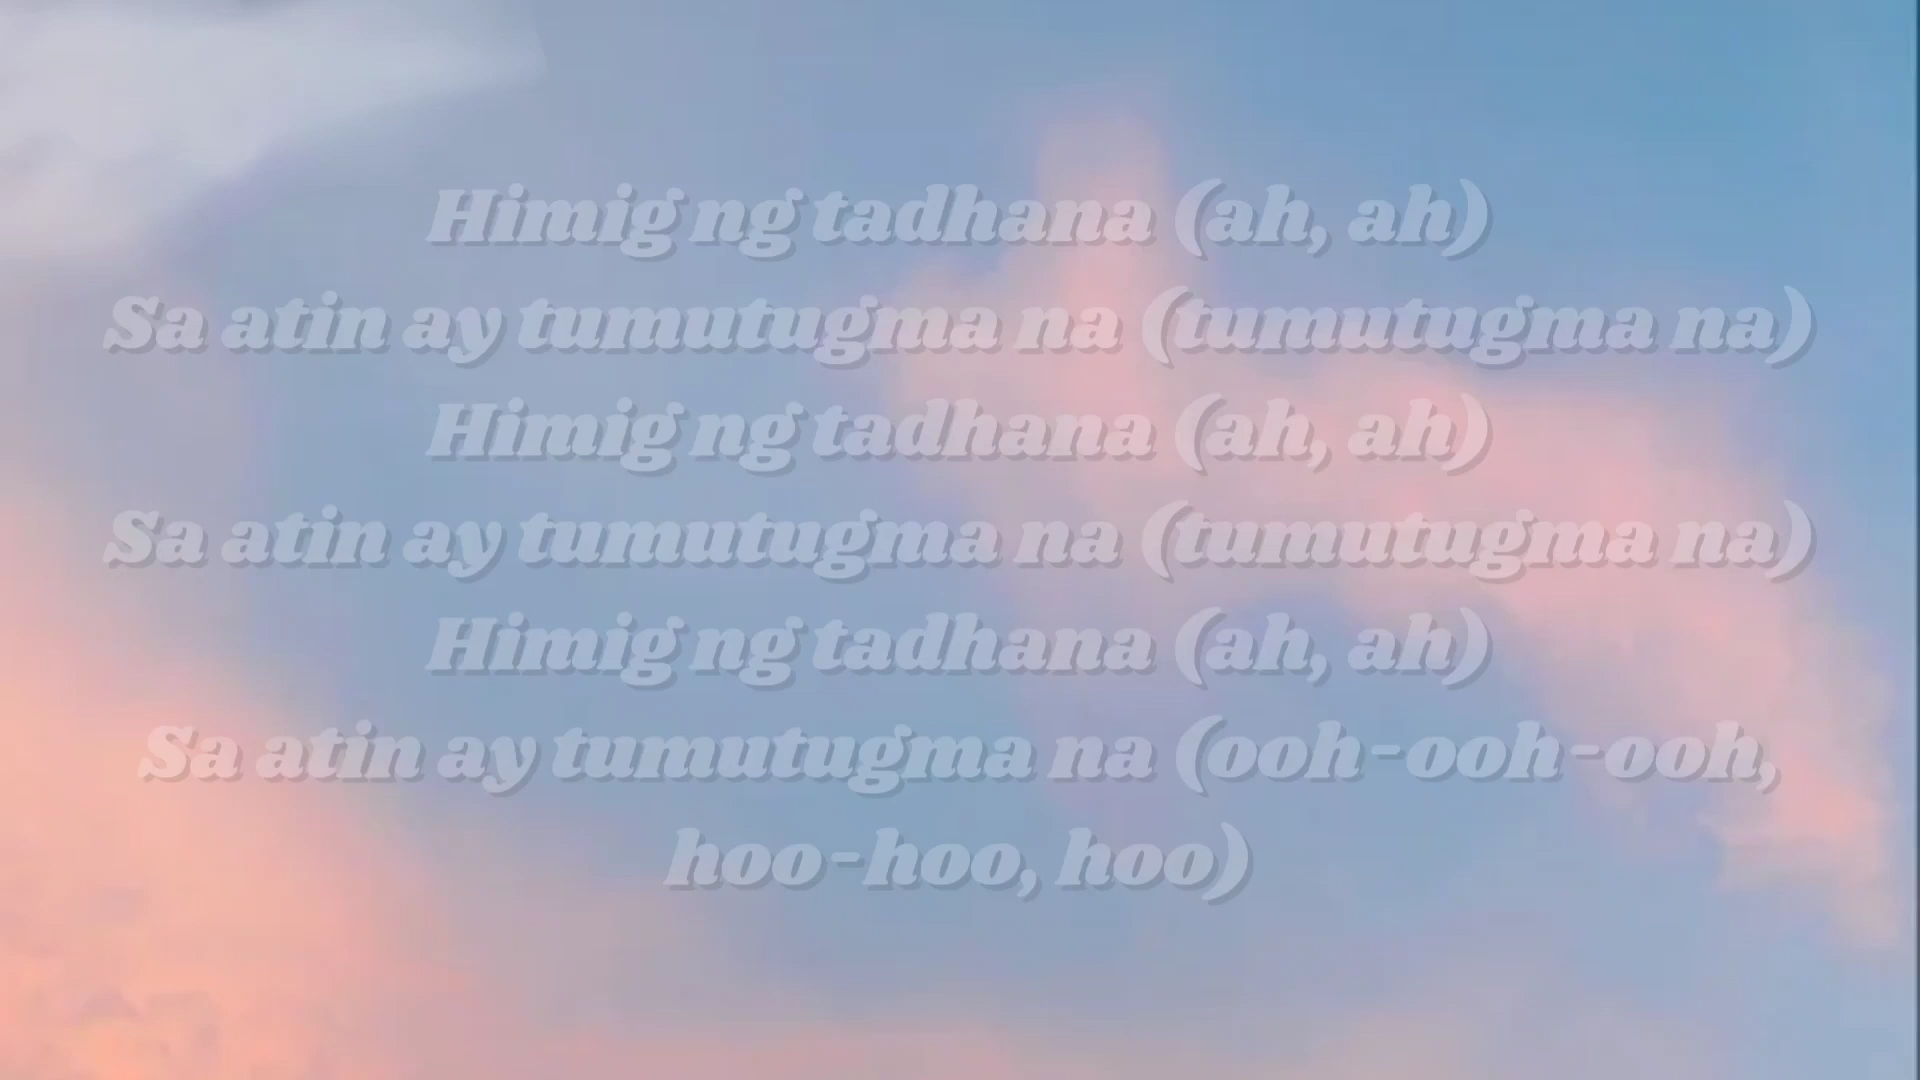 Himig ng tadhana (ah, ah)
Sa atin ay tumutugma na (tumutugma na)
Himig ng tadhana (ah, ah)
Sa atin ay tumutugma na (tumutugma na)
Himig ng tadhana (ah, ah)
Sa atin ay tumutugma na (ooh-ooh-ooh,
hoo-hoo, hoo)